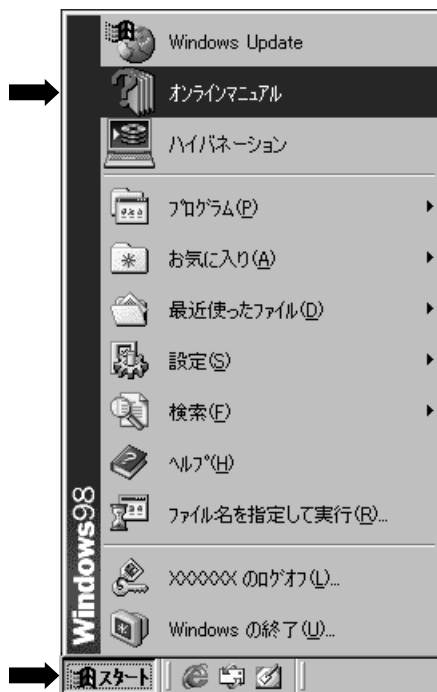 Windows Update
オンラインマニュアル
ハイバネーション
プログラム(P)
お気に入り(A)
最近使ったファイル(D)
設定(S)
検索(F)
ヘルプ(H)
ファイル名を指定して実行(R)...
XXXXXX のログオフ(L)...
Windows の終了(U)...
Windows98
スタート